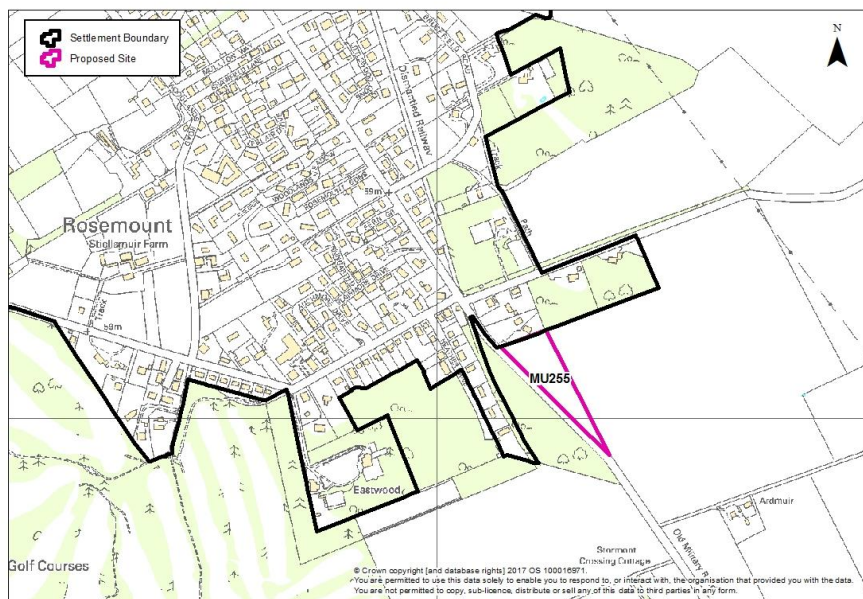 Settlement Boundary
Proposed Site
N
Dismantled Railway
Track
59m
Path
Rosemount
Stiellsmuir Farm
Track
59m
MU255
Eastwood
Ardmuir
Stormont
Crossing Cottage
Old Military R
Golf Courses
© Crown copyright [and database rights] 2017 OS 100016971.
You are permitted to use this data solely to enable you to respond to, or interact with, the organisation that provided you with the data.
You are not permitted to copy, sub-licence, distribute or sell any of this data to third parties in any form.